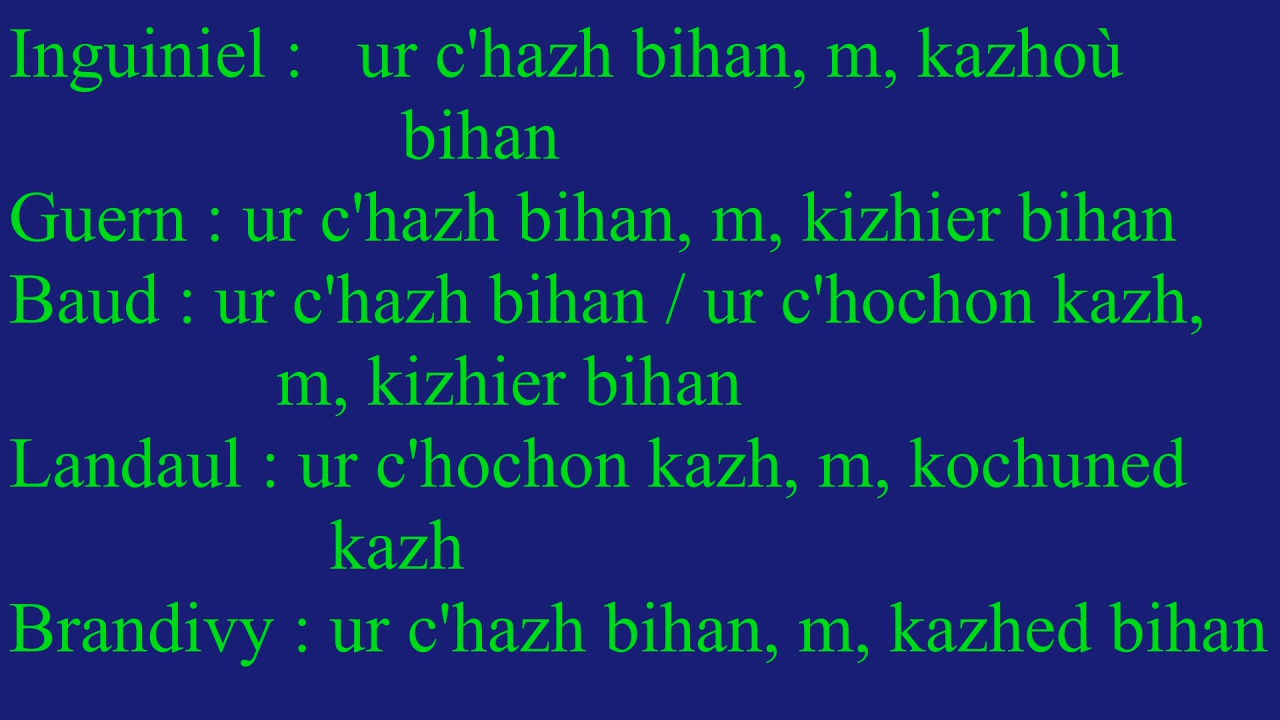 Inguiniel : ur c'hazh bihan, m, kazhoù
bihan
Guern : ur c'hazh bihan, m, kizhier bihan
Baud : ur c'hazh bihan / ur c'hochon kazh,
m, kizhier bihan
Landaul : ur c'hochon kazh, m, kochuned
kazh
Brandivy : ur c'hazh bihan, m, kazhed bihan